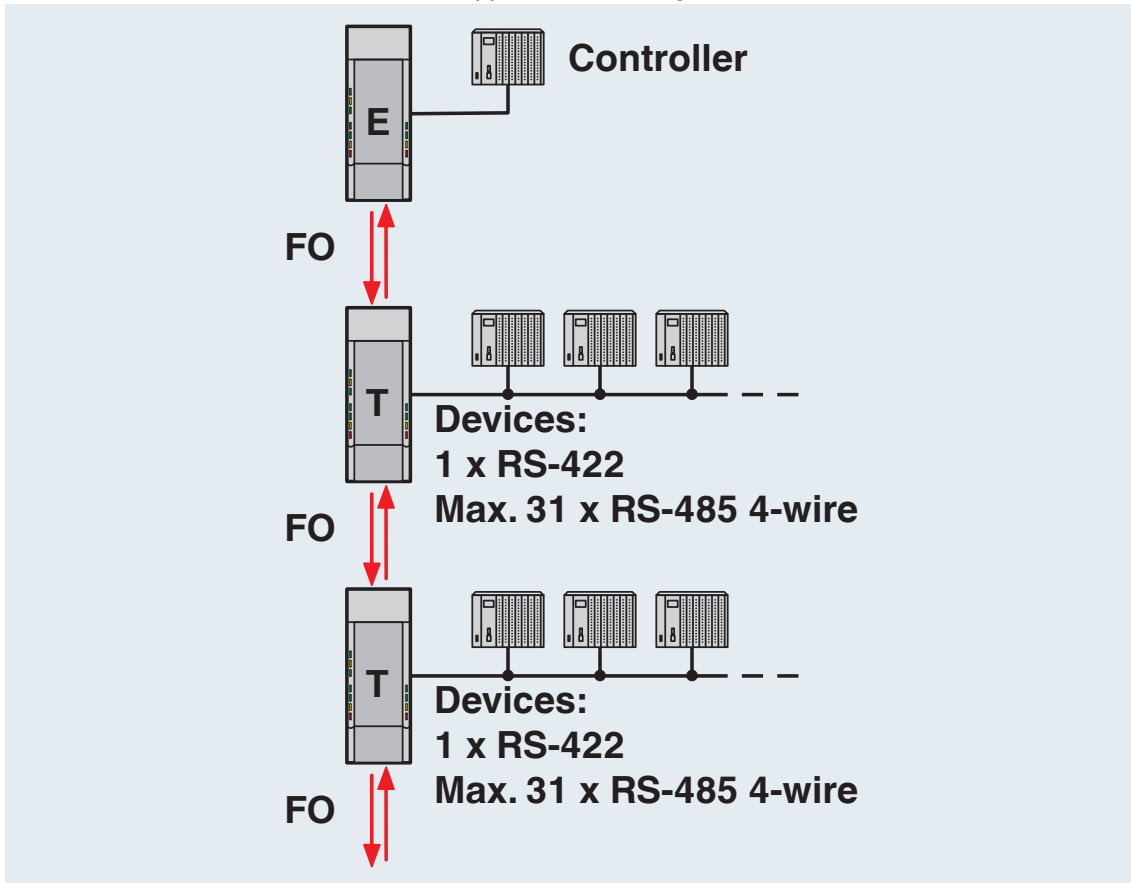 Controller
E
FO
T
Devices:
1 x RS-422
Max. 31 x RS-485 4-wire
FO
T
Devices:
1 x RS-422
Max. 31 x RS-485 4-wire
FO